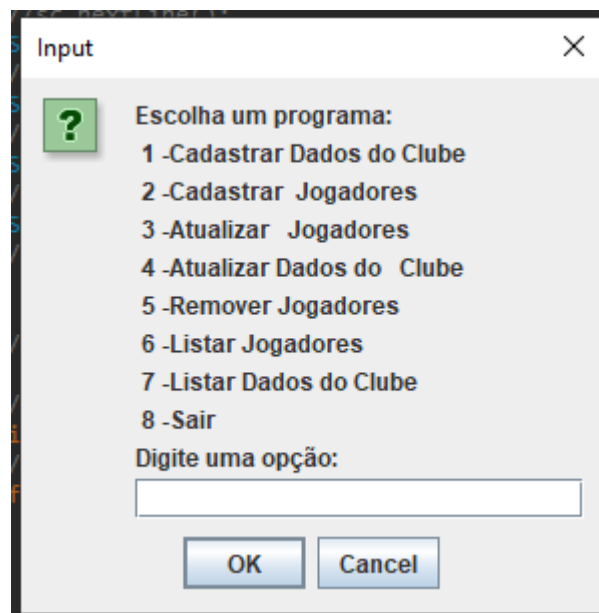 //sc.nextLine();
Input
?
Escolha um programa:
1 -Cadastrar Dados do Clube
2 -Cadastrar  Jogadores
3 -Atualizar   Jogadores
4 -Atualizar Dados do   Clube
5 -Remover Jogadores
6 -Listar Jogadores
7 -Listar Dados do Clube
8 -Sair
Digite uma opção:
OK
Cancel